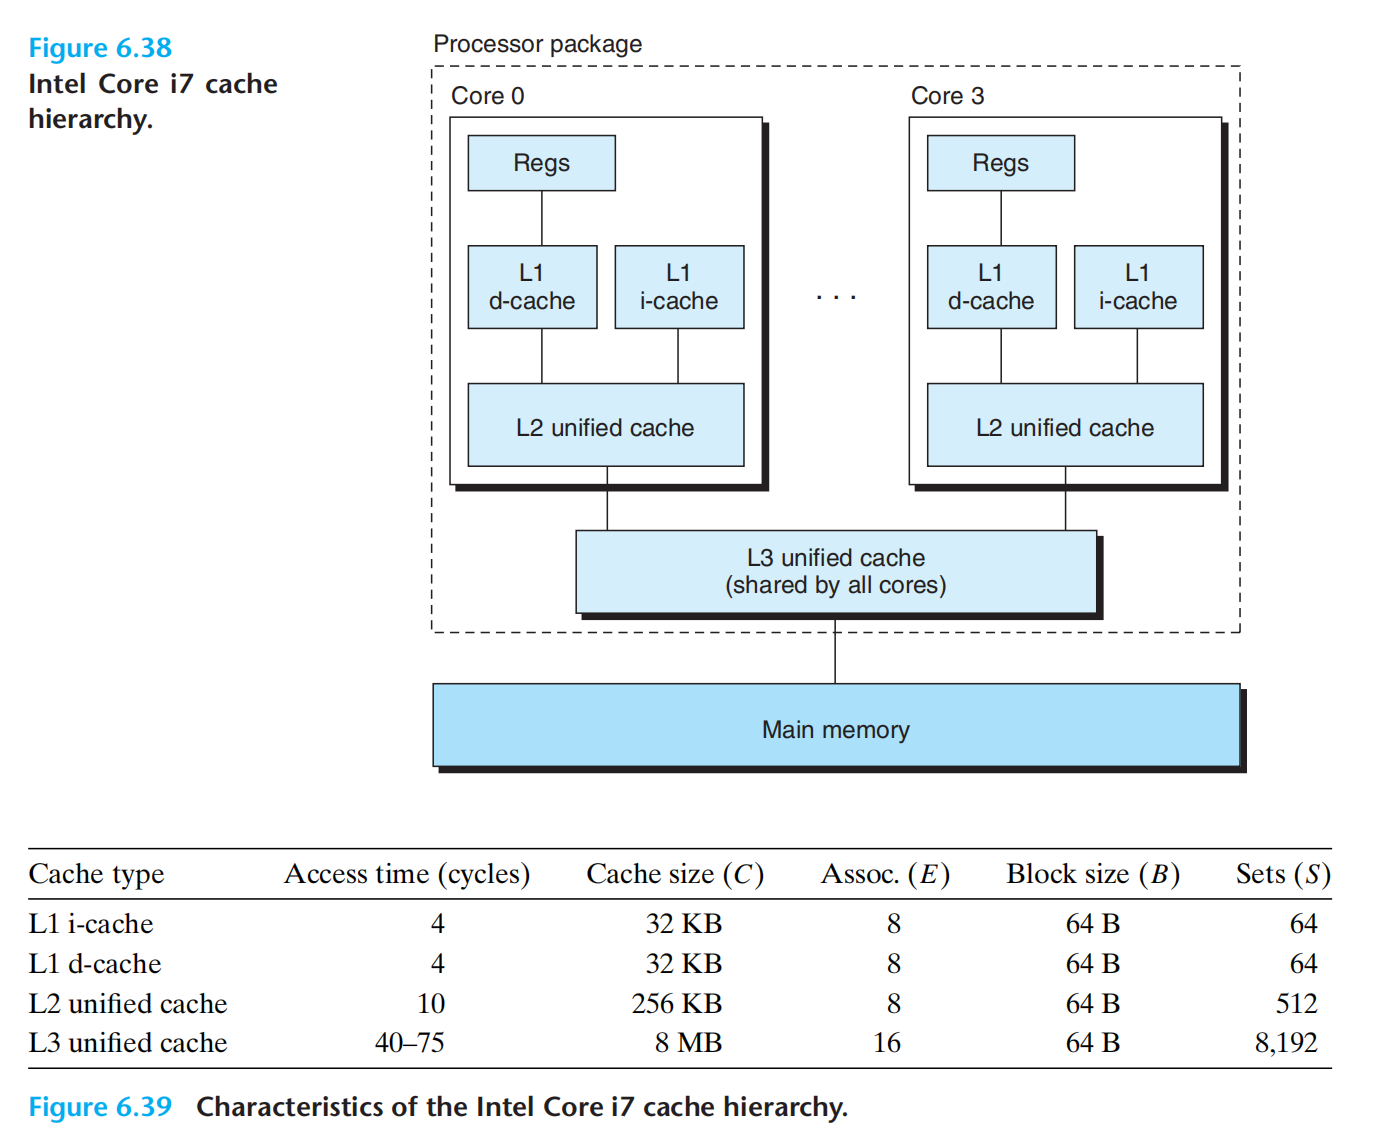 Figure 6.38
Intel Core i7 cache
hierarchy.
Processor package
Core 0
Core 3
Regs
Regs
L1
d-cache
L1
i-cache
. . .
L1
d-cache
L1
i-cache
L2 unified cache
L2 unified cache
L3 unified cache
(shared by all cores)
Main memory
Cache type Access time (cycles) Cache size (C) Assoc. (E) Block size (B) Sets (S)
L1 i-cache 4 32 KB 8 64 B 64
L1 d-cache 4 32 KB 8 64 B 64
L2 unified cache 10 256 KB 8 64 B 512
L3 unified cache 40–75 8 MB 16 64 B 8,192
Figure 6.39 Characteristics of the Intel Core i7 cache hierarchy.